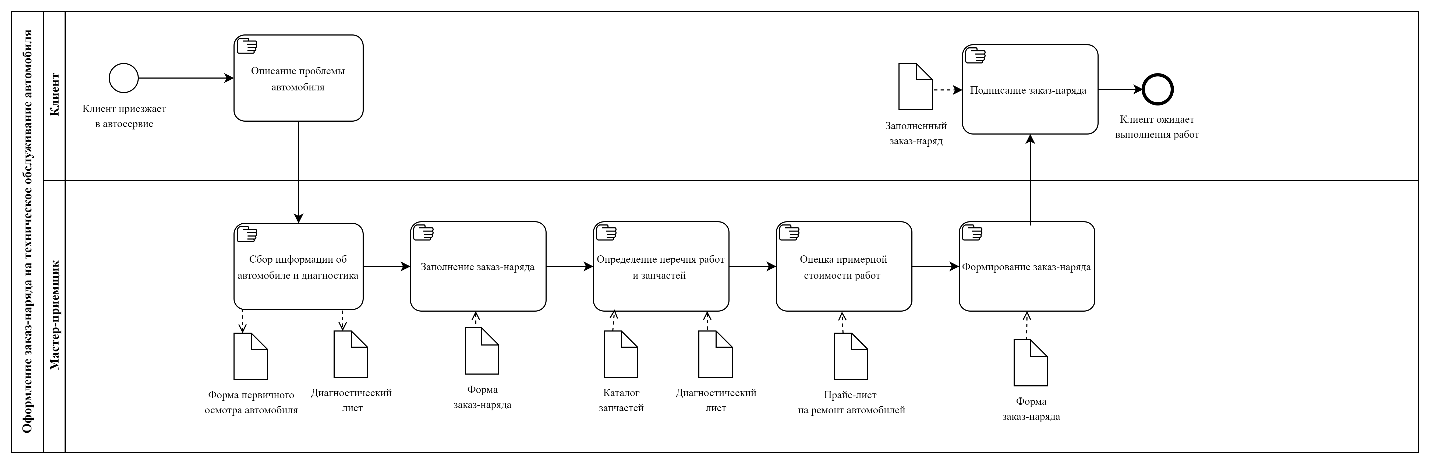 Оформление заказ-наряда на техническое обслуживание автомобиля
Клиент
Клиент приезжает
в автосервис
Описание проблемы
автомобиля
Заполненный
заказ-наряд
Подписание заказ-наряда
Клиент ожидает
выполнения работ
Мастер-приемщик
Сбор информации об
автомобиле и диагностика
Заполнение заказ-наряда
Определение перечня работ
и запчастей
Оценка примерной
стоимости работ
Формирование заказ-наряда
Форма первичного
осмотра автомобиля
Диагностический
лист
Форма
заказ-наряда
Каталог
запчастей
Диагностический
лист
Прайс-лист
на ремонт автомобилей
Форма
заказ-наряда